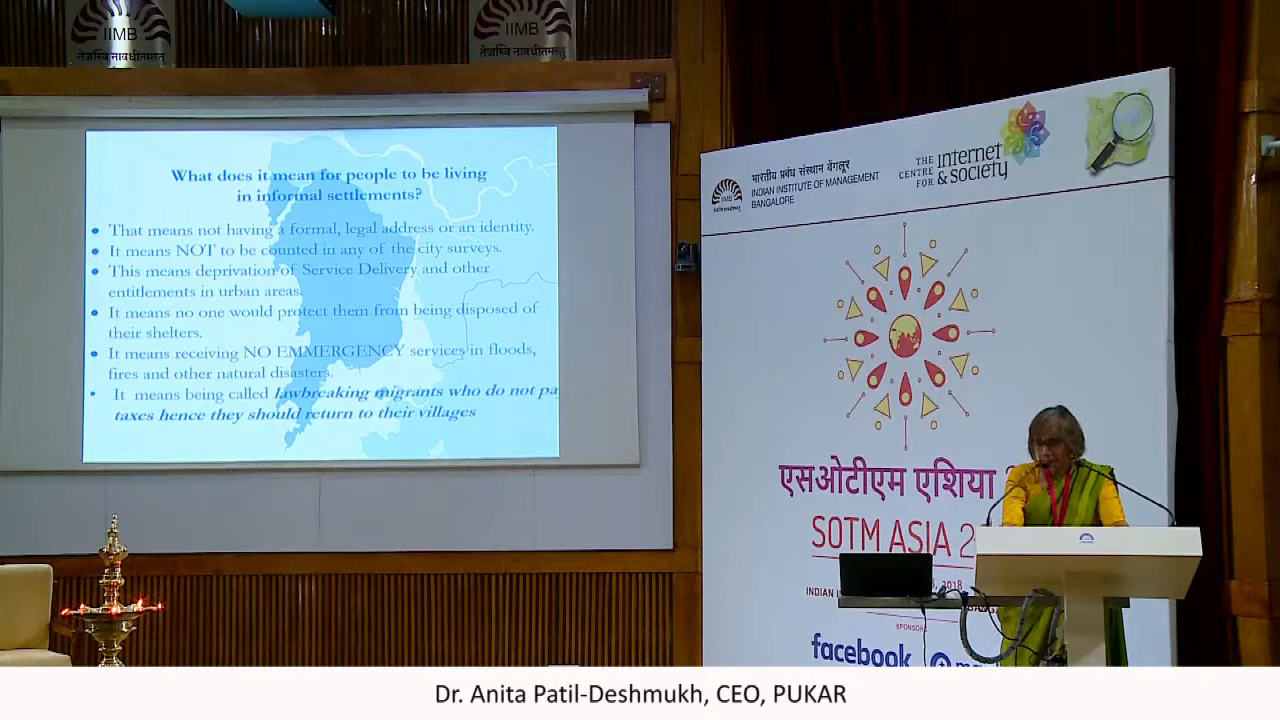 IIMB
तेजस्वि नावधीतमस्तु
IIMB
तेजस्वि नावधीतमस्तु
What does it mean for people to be living
in informal settlements?
• That means not having a formal, legal address or an identity.
• It means NOT to be counted in any of the city surveys.
• This means deprivation of Service Delivery and other
entitlements in urban areas.
• It means no one would protect them from being disposed of
their shelters.
• It means receiving NO EMMERGENCY services in floods,
fires and other natural disasters.
• It means being called lawbreaking migrants who do not pa
taxes hence they should return to their villages
भारतीय प्रबंध संस्थान बेंगलूर
INDIAN INSTITUTE OF MANAGEMENT
BANGALORE
IIMB
THE CENTRE FOR internet & society
एसओटीएम एशिया
SOTM ASIA 2
, 2018
INDIAN
SPONSORS
facebook
Dr. Anita Patil-Deshmukh, CEO, PUKAR